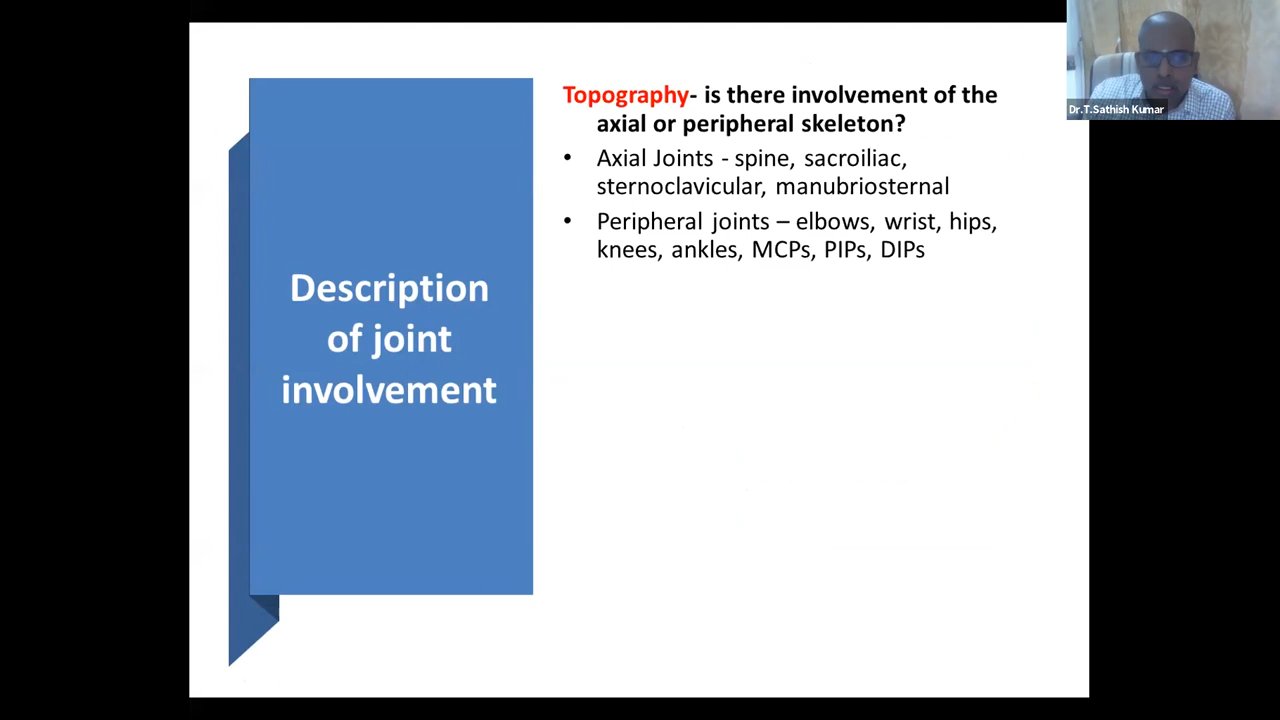 Description
of joint
involvement
Topography- is there involvement of the
axial or peripheral skeleton?
• Axial Joints - spine, sacroiliac,
sternoclavicular, manubriosternal
• Peripheral joints – elbows, wrist, hips,
knees, ankles, MCPs, PIPs, DIPs
Dr.T.Sathish Kumar